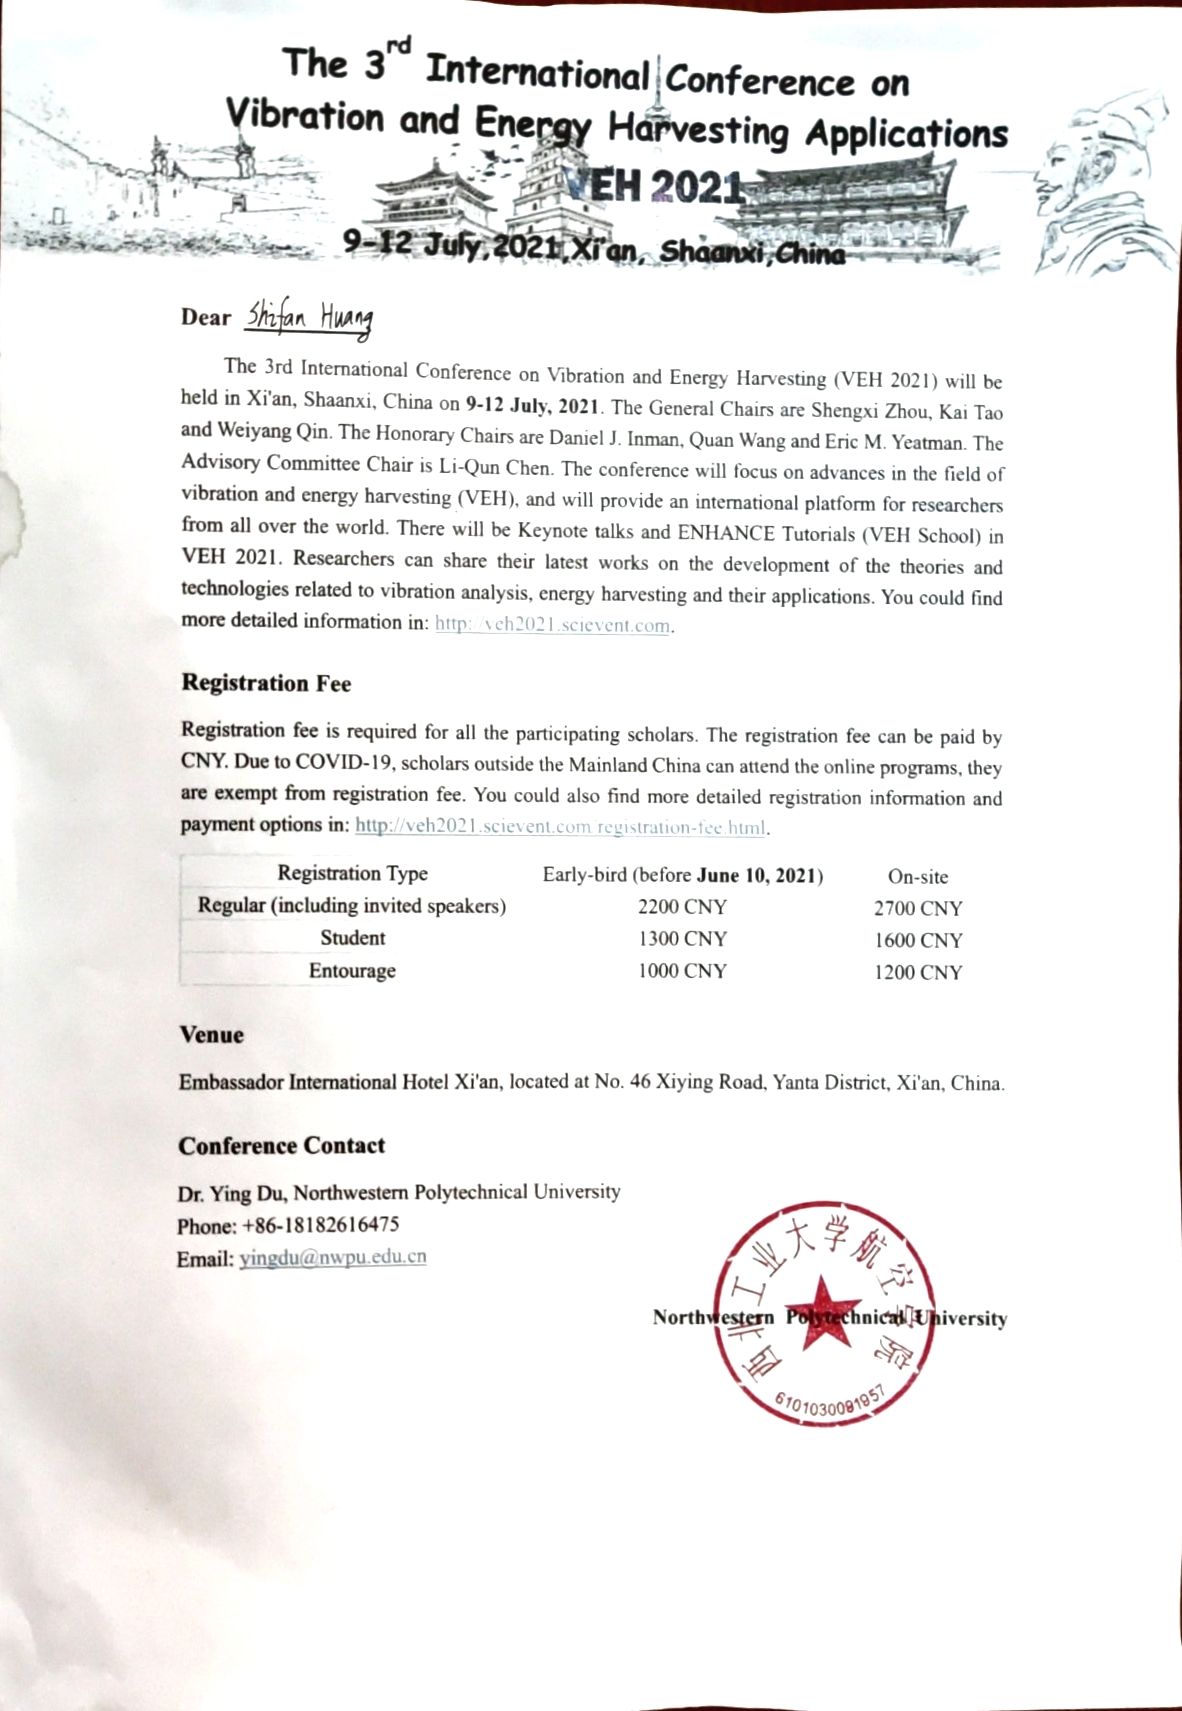 The 3rd International Conference on
Vibration and Energy Harvesting Applications
VEH 2021
9-12 July,2021,Xi'an, Shaanxi,China
Dear Shifan Huang
The 3rd International Conference on Vibration and Energy Harvesting (VEH 2021) will be
held in Xi'an, Shaanxi, China on 9-12 July, 2021. The General Chairs are Shengxi Zhou, Kai Tao
and Weiyang Qin. The Honorary Chairs are Daniel J. Inman, Quan Wang and Eric M. Yeatman. The
Advisory Committee Chair is Li-Qun Chen. The conference will focus on advances in the field of
vibration and energy harvesting (VEH), and will provide an international platform for researchers
from all over the world. There will be Keynote talks and ENHANCE Tutorials (VEH School) in
VEH 2021. Researchers can share their latest works on the development of the theories and
technologies related to vibration analysis, energy harvesting and their applications. You could find
more detailed information in: http://veh2021.scievent.com.
Registration Fee
Registration fee is required for all the participating scholars. The registration fee can be paid by
CNY. Due to COVID-19, scholars outside the Mainland China can attend the online programs, they
are exempt from registration fee. You could also find more detailed registration information and
payment options in: http://veh2021.scievent.com/registration-fee.html.
Registration Type Early-bird (before June 10, 2021) On-site
Regular (including invited speakers) 2200 CNY 2700 CNY
Student 1300 CNY 1600 CNY
Entourage 1000 CNY 1200 CNY
Venue
Embassador International Hotel Xi'an, located at No. 46 Xiying Road, Yanta District, Xi'an, China.
Conference Contact
Dr. Ying Du, Northwestern Polytechnical University
Phone: +86-18182616475
Email: yingdu@nwpu.edu.cn
西北工业大学航空学院
Northwestern Polytechnical University
6101030091957